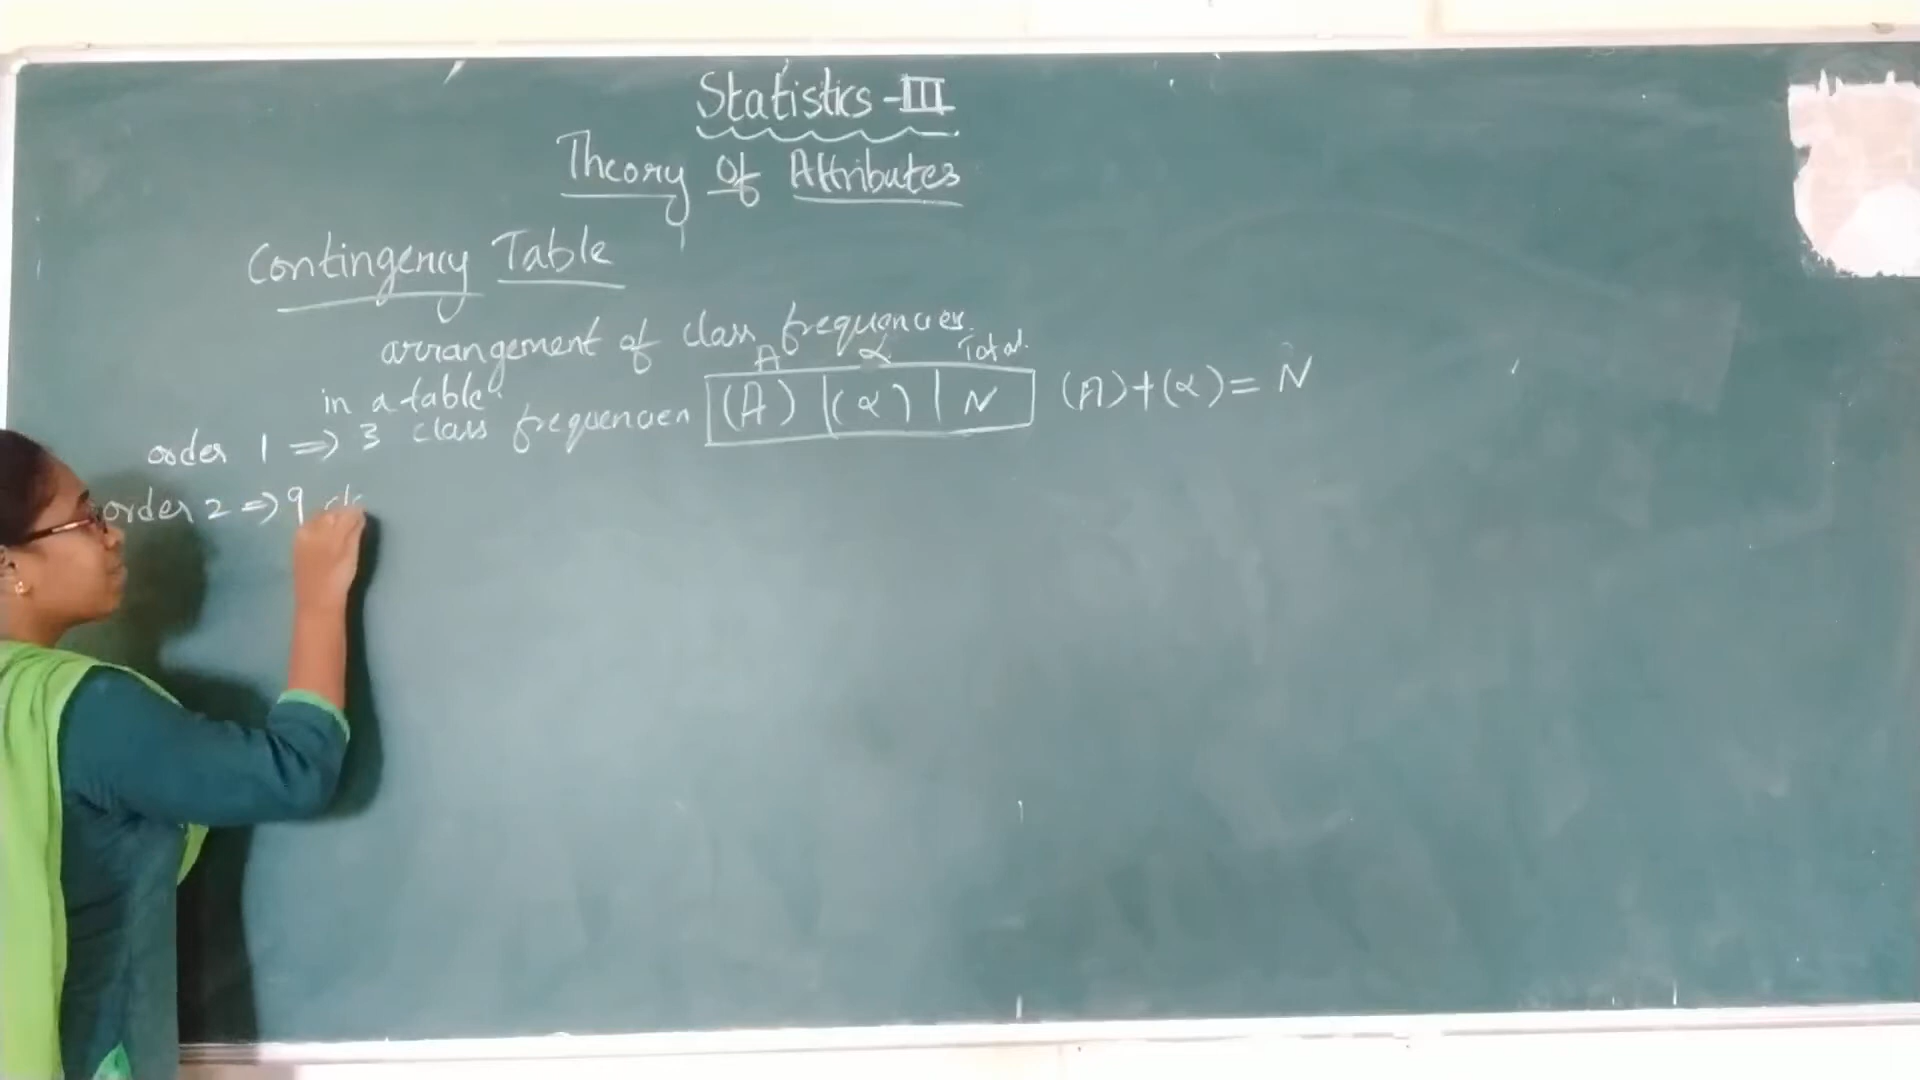 Statistics-III
Theory Of Attributes
Contingency Table
arrangement of class frequencies.
in a table.
A α Total.
order 1 ⇒ 3 class frequencies (A) | (α) | N (A)+(α)=N
order 2 ⇒ 9 cla